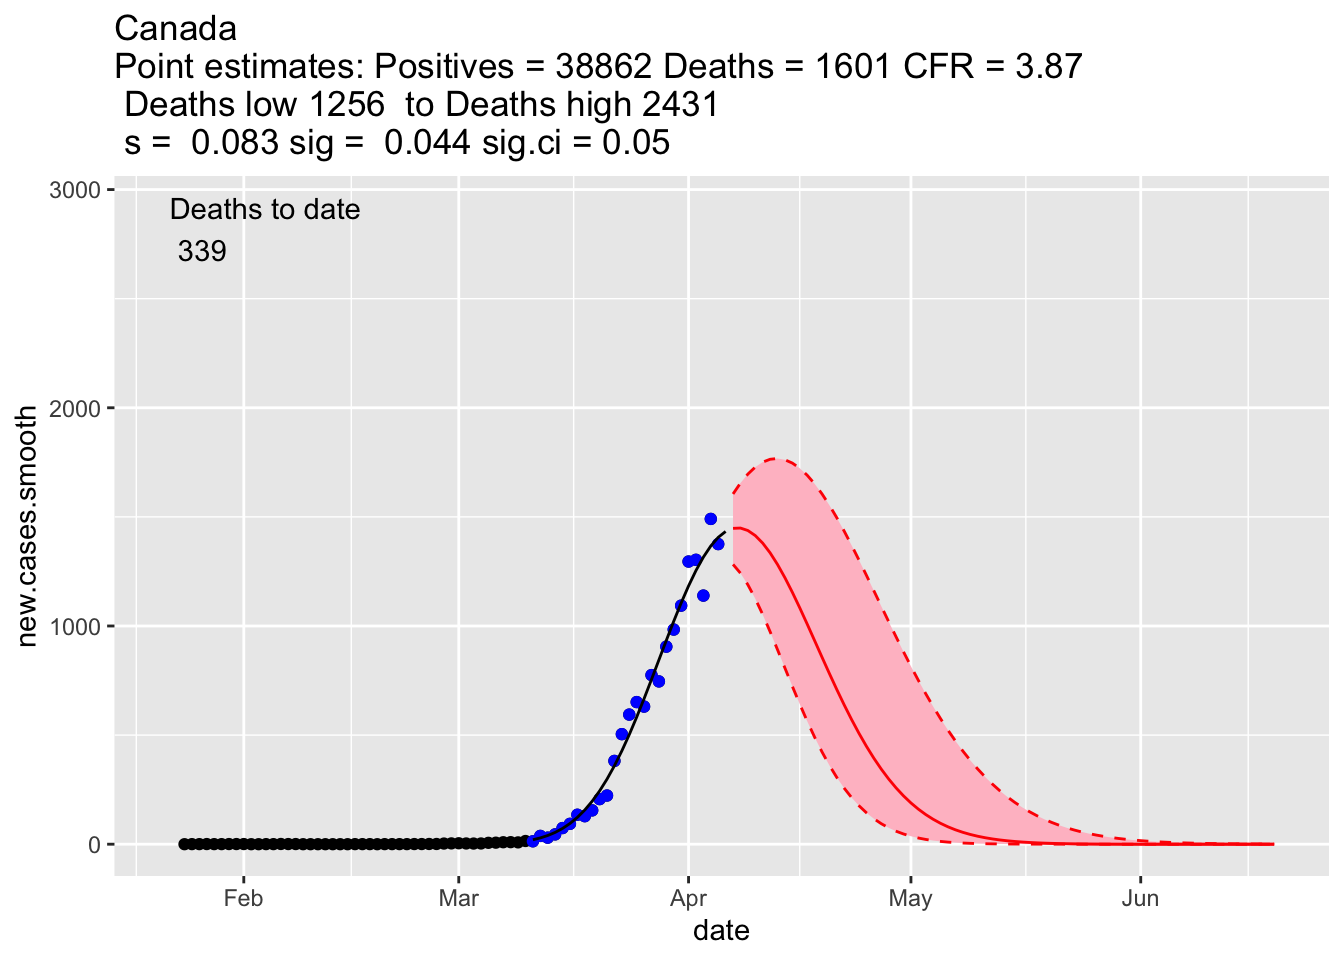 Canada
Point estimates: Positives = 38862 Deaths = 1601 CFR = 3.87
Deaths low 1256  to Deaths high 2431
s =  0.083 sig =  0.044 sig.ci = 0.05
3000
Deaths to date
339
2000
new.cases.smooth
1000
0
Feb Mar Apr May Jun
date